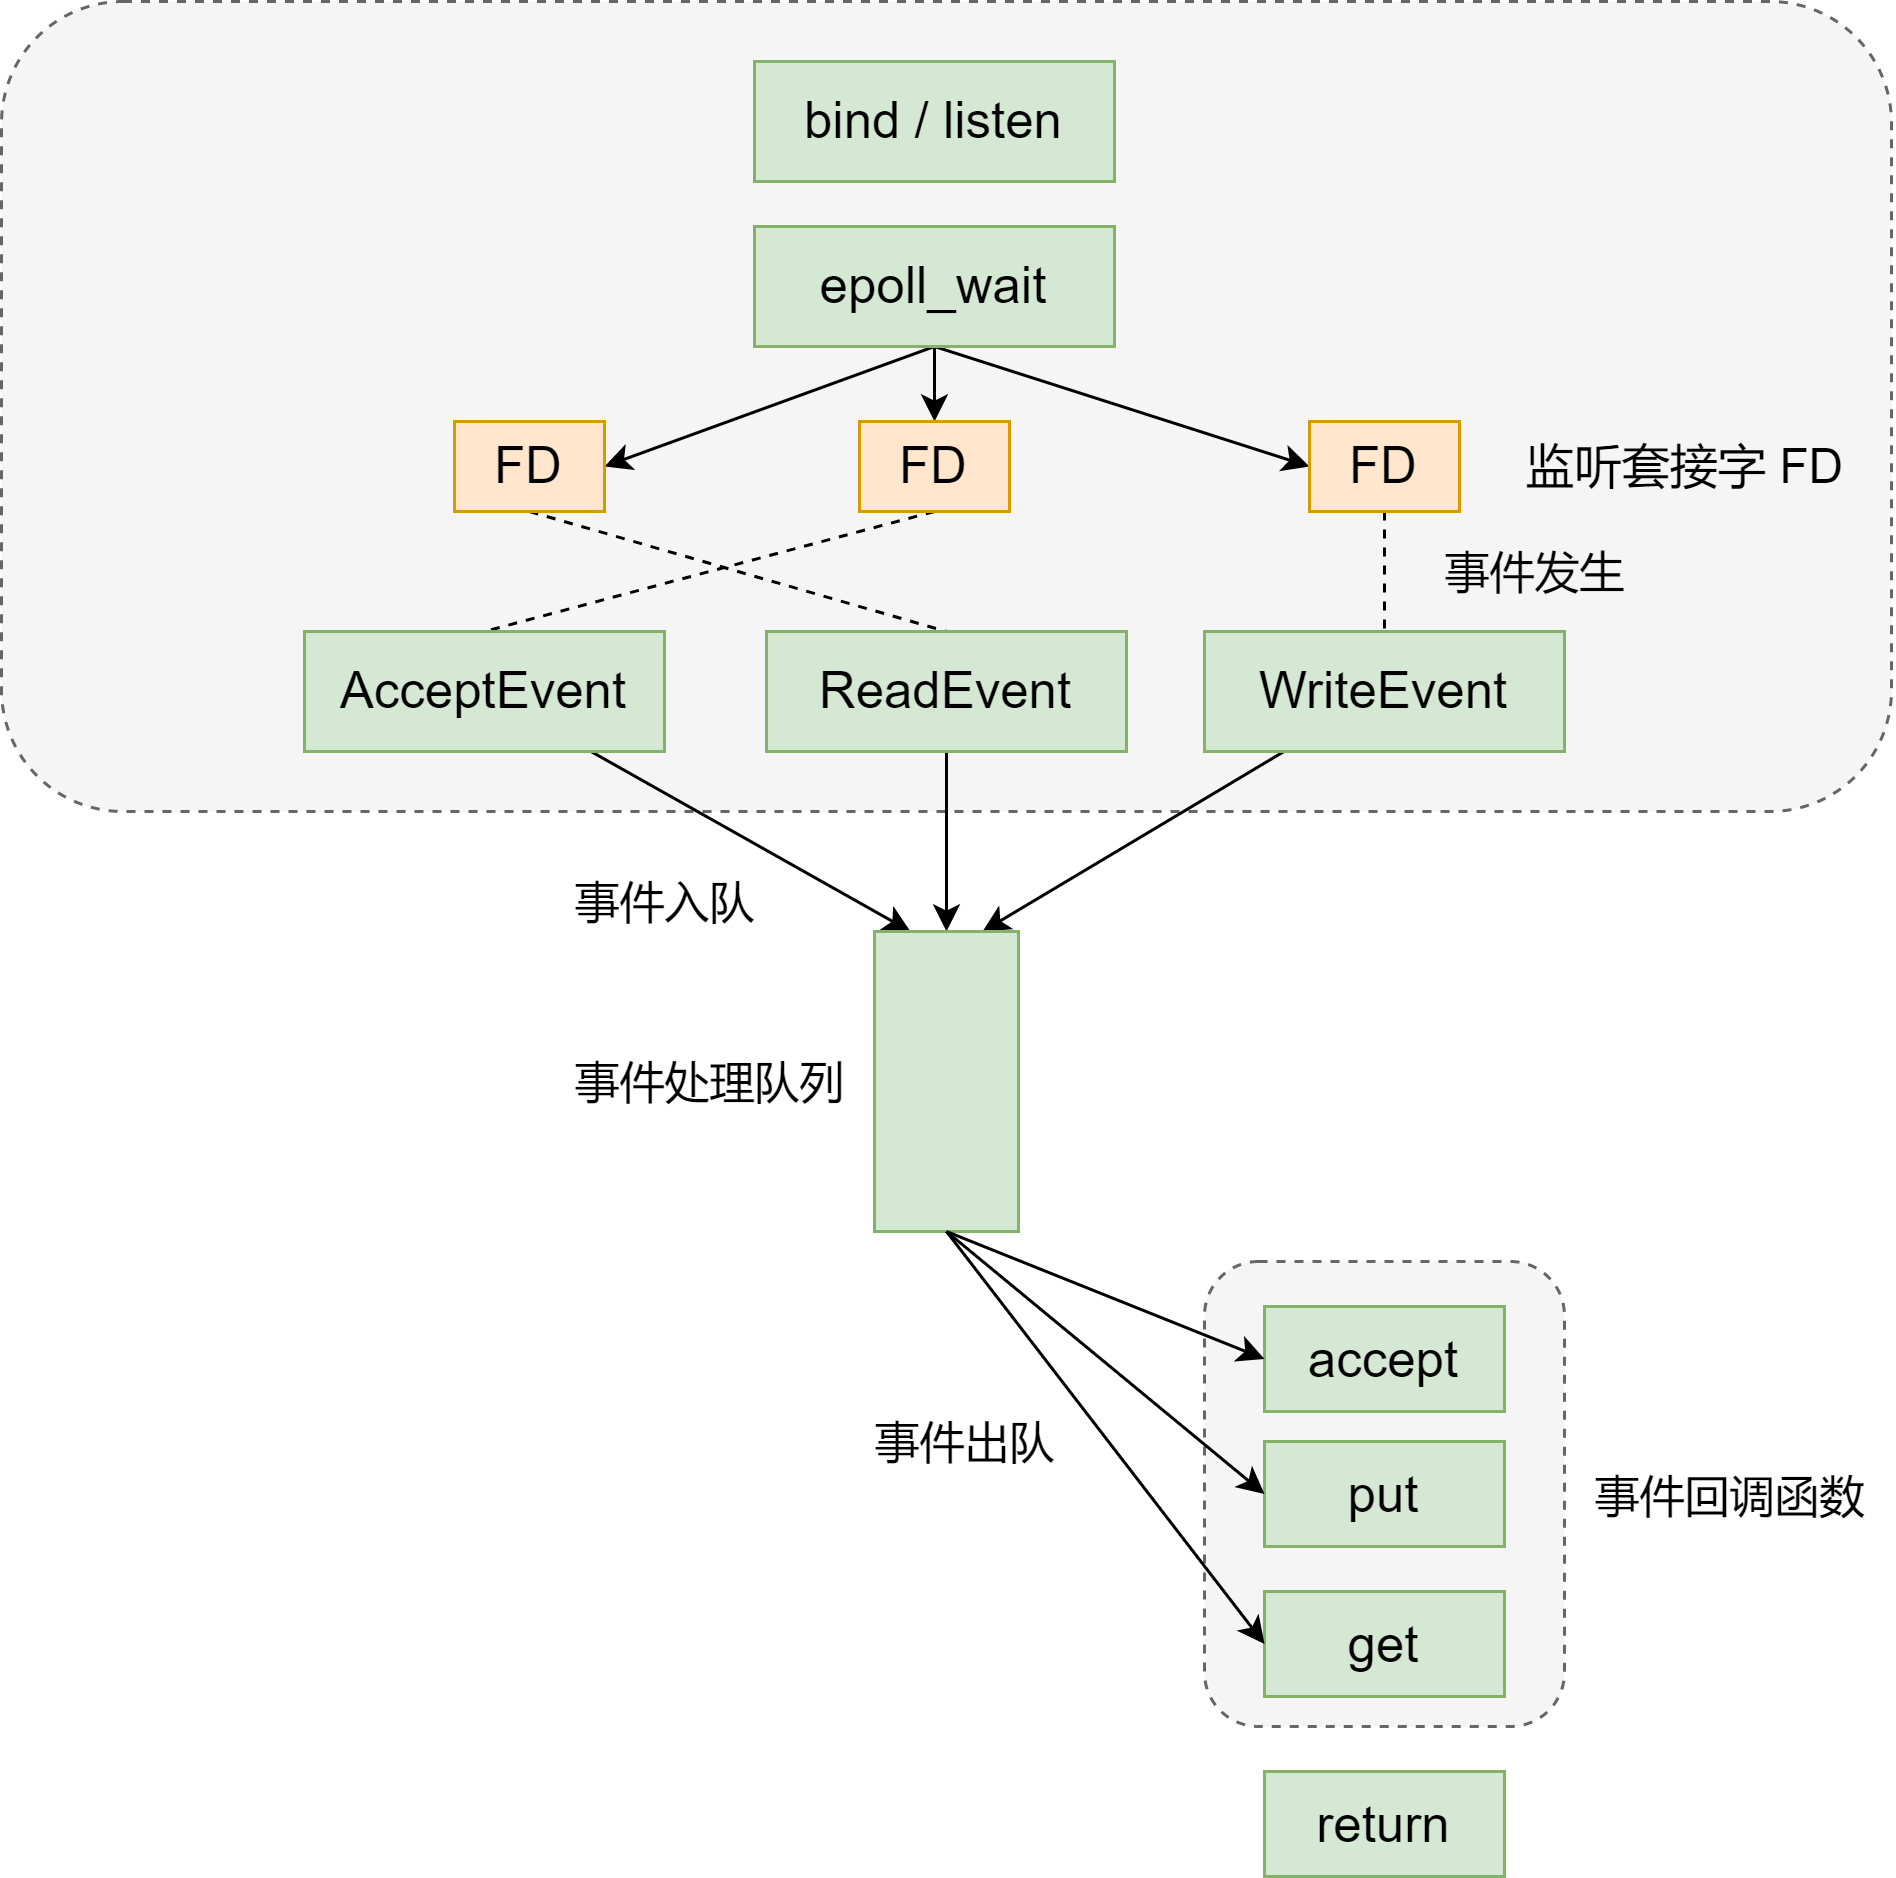 bind / listen
epoll_wait
FD
FD
FD
监听套接字 FD
事件发生
AcceptEvent
ReadEvent
WriteEvent
事件入队
事件处理队列
accept
事件出队
put
事件回调函数
get
return